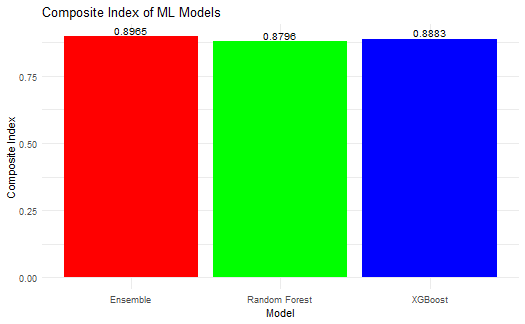 Composite Index of ML Models
0.8965
0.8796
0.8883
0.75
0.50
0.25
0.00
Composite Index
Ensemble
Random Forest
XGBoost
Model